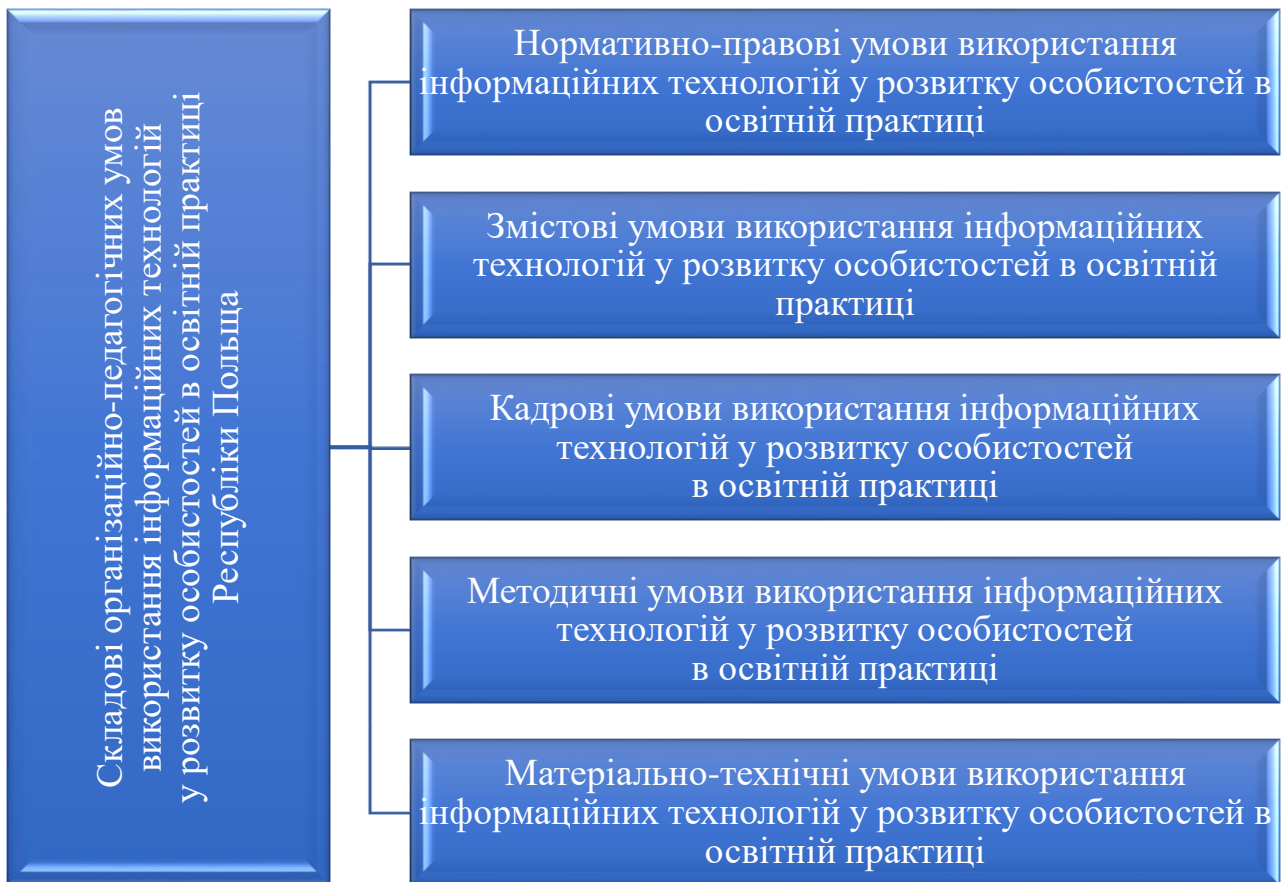 Складові організаційно-педагогічних умов
використання інформаційних технологій
у розвитку особистостей в освітній практиці
Республіки Польща
Нормативно-правові умови використання
інформаційних технологій у розвитку особистостей в
освітній практиці
Змістові умови використання інформаційних
технологій у розвитку особистостей в освітній
практиці
Кадрові умови використання інформаційних
технологій у розвитку особистостей
в освітній практиці
Методичні умови використання інформаційних
технологій у розвитку особистостей
в освітній практиці
Матеріально-технічні умови використання
інформаційних технологій у розвитку особистостей в
освітній практиці